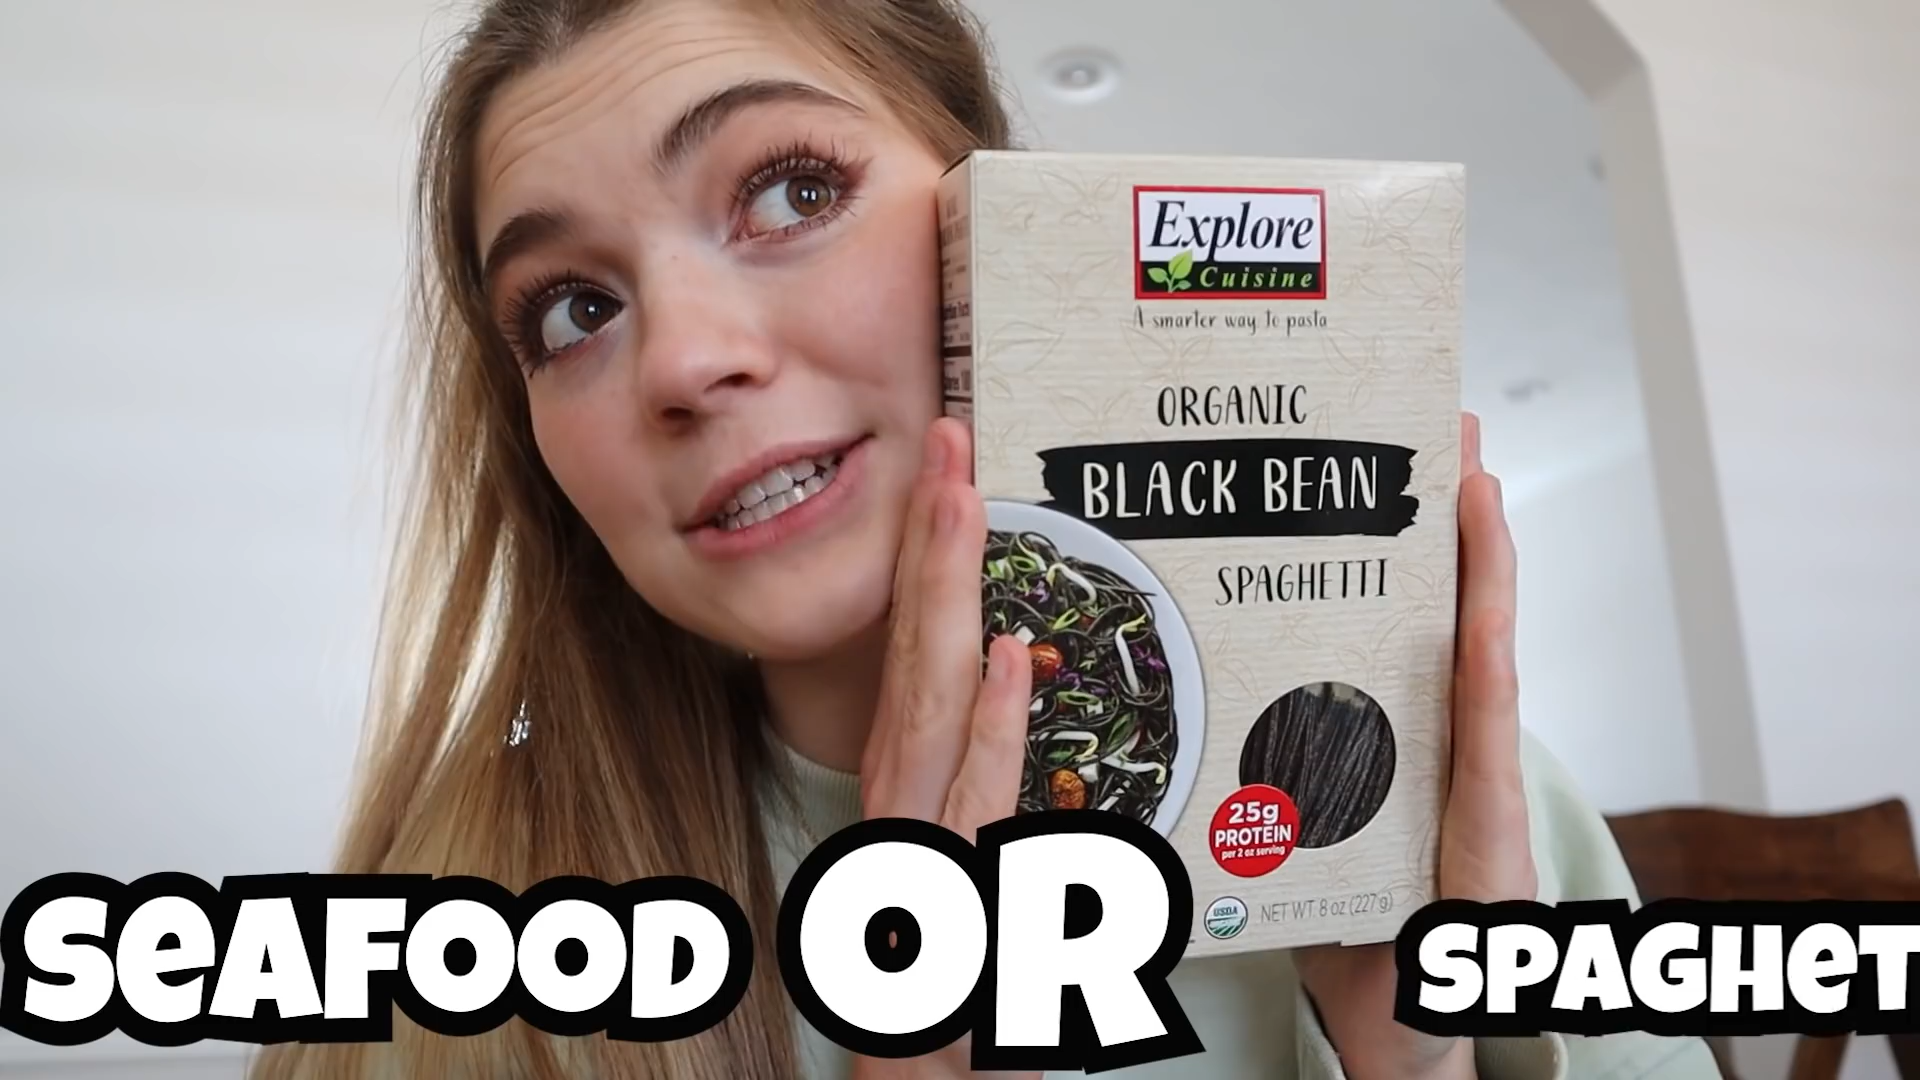 Explore
Cuisine
A smarter way to pasta
ORGANIC
BLACK BEAN
SPAGHETTI
25g
PROTEIN
per 2 oz serving
USDA
NET WT. 8 oz (227 g)
SEAFOOD OR SPAGHET